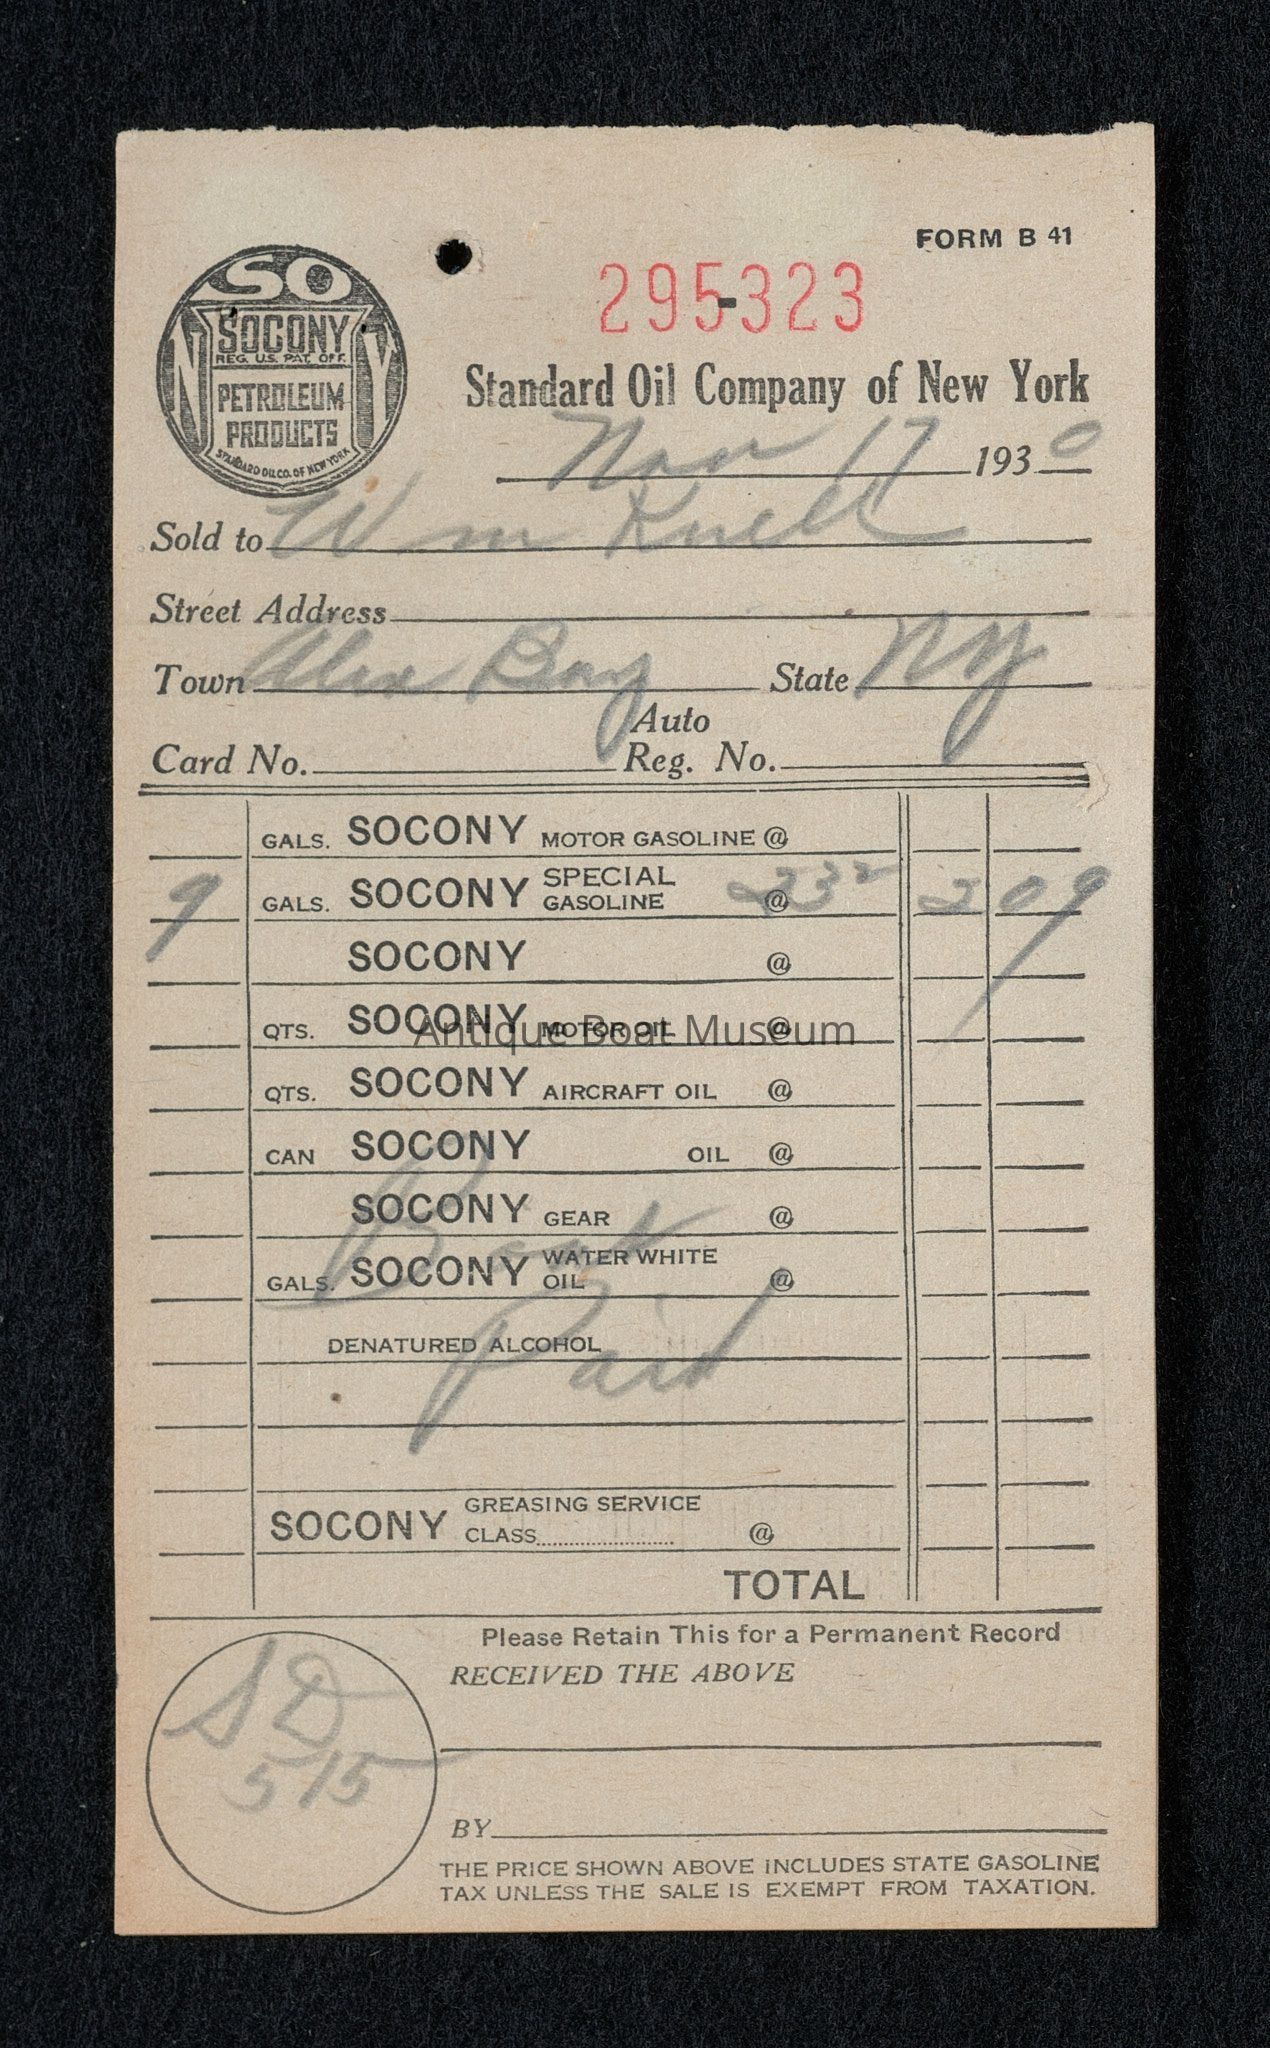 FORM B 41
295-323
SO
N Y
SOCONY
REG. U.S. PAT. OFF.
PETROLEUM
PRODUCTS
STANDARD OIL CO. OF NEW YORK
Standard Oil Company of New York
Nov 17 1930
Sold to Wm Knell
Street Address
Town Alex Bay State NY
Card No. Auto Reg. No.
GALS. SOCONY MOTOR GASOLINE @
9 GALS. SOCONY SPECIAL GASOLINE @ 23² 2 09
SOCONY @
QTS. SOCONY MOTOR OIL @
Antique Boat Museum
QTS. SOCONY AIRCRAFT OIL @
CAN SOCONY OIL @
SOCONY GEAR @
GALS. SOCONY WATER WHITE OIL @
Boat
Paid
DENATURED ALCOHOL
SOCONY GREASING SERVICE
CLASS @
TOTAL
Please Retain This for a Permanent Record
RECEIVED THE ABOVE
SD
515
BY
THE PRICE SHOWN ABOVE INCLUDES STATE GASOLINE
TAX UNLESS THE SALE IS EXEMPT FROM TAXATION.